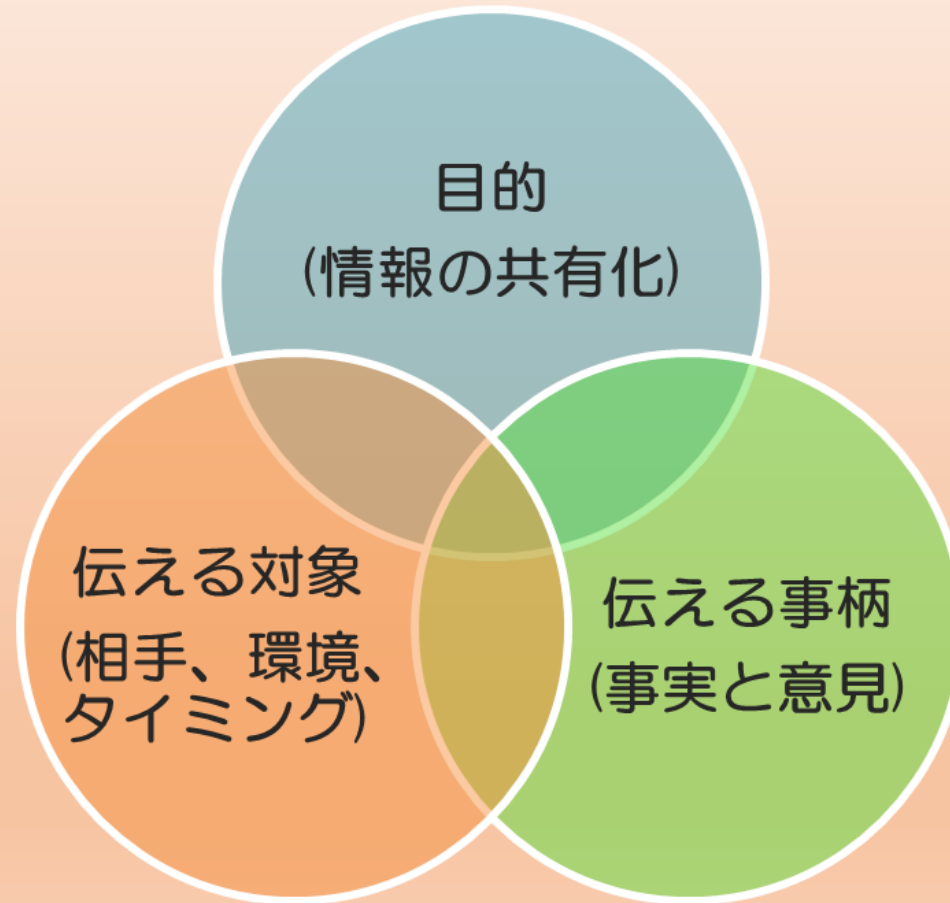 目的
(情報の共有化)
伝える対象
(相手、環境、
タイミング)
伝える事柄
(事実と意見)